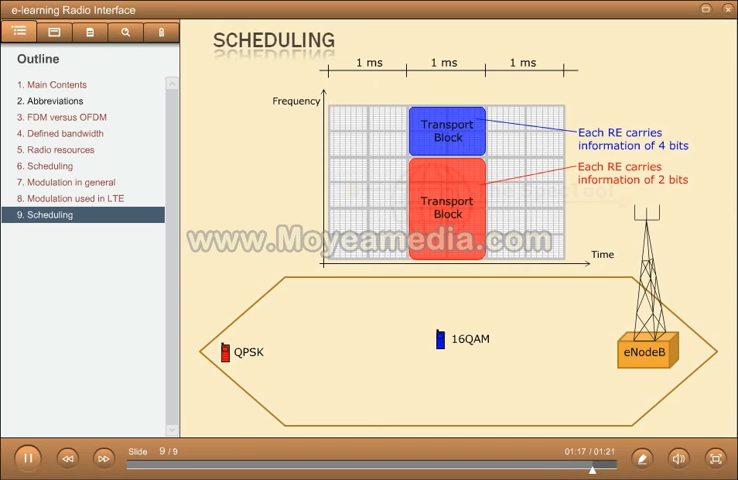 e-learning Radio Interface
Outline
1. Main Contents
2. Abbreviations
3. FDM versus OFDM
4. Defined bandwidth
5. Radio resources
6. Scheduling
7. Modulation in general
8. Modulation used in LTE
9. Scheduling
SCHEDULING
1 ms
1 ms
1 ms
Frequency
Transport
Block
Each RE carries
information of 4 bits
Each RE carries
information of 2 bits
Transport
Block
www.Moyeamedia.com
Time
QPSK
16QAM
eNodeB
Slide 9 / 9
01:17 / 01:21